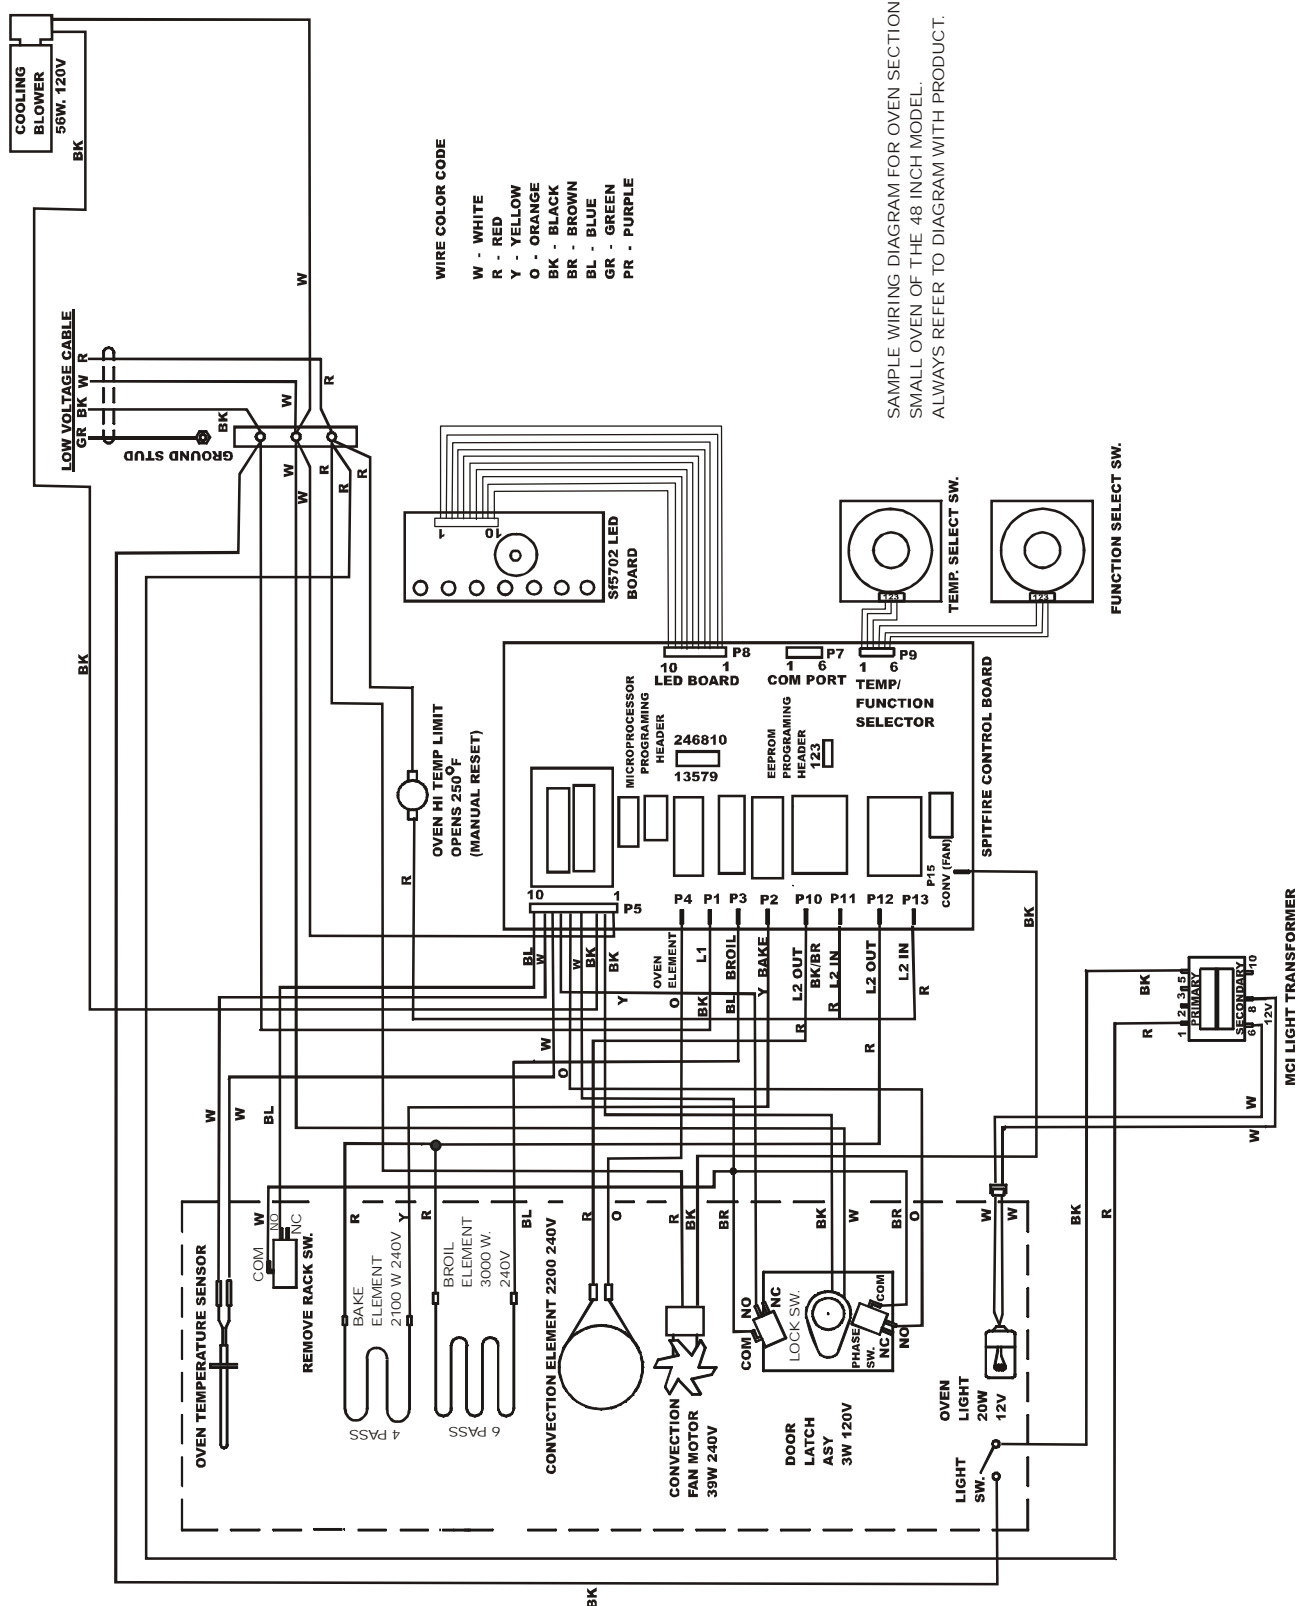 COOLING
BLOWER
56W. 120V
BK
W
BK
LOW VOLTAGE CABLE
GR BK W R
GROUND STUD
BK
W
R
W
W
R
R
R
WIRE COLOR CODE
W - WHITE
R - RED
Y - YELLOW
O - ORANGE
BK - BLACK
BR - BROWN
BL - BLUE
GR - GREEN
PR - PURPLE
SAMPLE WIRING DIAGRAM FOR OVEN SECTION
SMALL OVEN OF THE 48 INCH MODEL.
ALWAYS REFER TO DIAGRAM WITH PRODUCT.
1
10
Sf5702 LED
BOARD
TEMP. SELECT SW.
123
FUNCTION SELECT SW.
123
OVEN HI TEMP LIMIT
OPENS 250°F
(MANUAL RESET)
R
SPITFIRE CONTROL BOARD
10 1 P8
LED BOARD
1 6 P7
COM PORT
1 6 P9
TEMP/
FUNCTION
SELECTOR
MICROPROCESSOR
PROGRAMING
HEADER
246810
13579
EEPROM
PROGRAMING
HEADER
123
10 1 P5
P4 P1 P3 P2 P10 P11 P12 P13
P15
CONV (FAN)
BL
W
W
BK
BK
Y
W
O
OVEN
ELEMENT
O
L1
BK
BROIL
BL
BAKE
Y
L2 OUT
BK/BR
R
L2 IN
R
L2 OUT
R
L2 IN
R
BK
MCI LIGHT TRANSFORMER
PRIMARY
1 2 3 5
SECONDARY
6 8 10
12V
BK
R
W
W
BK
R
W
W
BL
OVEN TEMPERATURE SENSOR
W
COM
NO
NC
REMOVE RACK SW.
R
Y
BAKE
ELEMENT
2100 W 240V
4 PASS
R
BL
BROIL
ELEMENT
3000 W.
240V
6 PASS
CONVECTION ELEMENT 2200 240V
R
O
R
BK
CONVECTION
FAN MOTOR
39W 240V
BR
BK
W
BR
O
COM
NO
NC
LOCK SW.
PHASE
SW.
COM
NC
NO
DOOR
LATCH
ASY
3W 120V
W
W
OVEN
LIGHT
20W
12V
LIGHT
SW.
BK